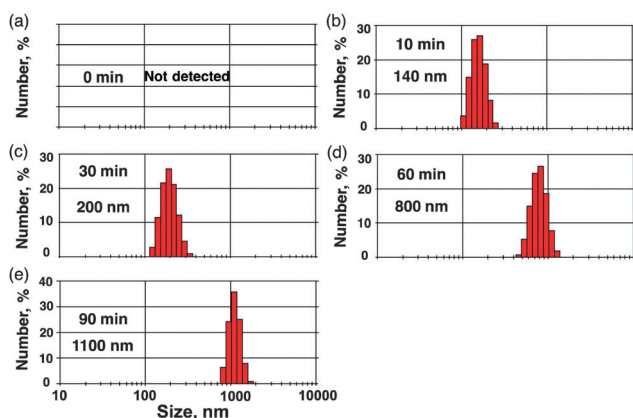 (a)
Number, %
0 min
Not detected
(b)
Number, %
30
20
10
0
10 min
140 nm
(c)
Number, %
30
20
10
0
30 min
200 nm
(d)
Number, %
30
20
10
0
60 min
800 nm
(e)
Number, %
40
30
20
10
0
90 min
1100 nm
10
100
1000
10000
Size, nm